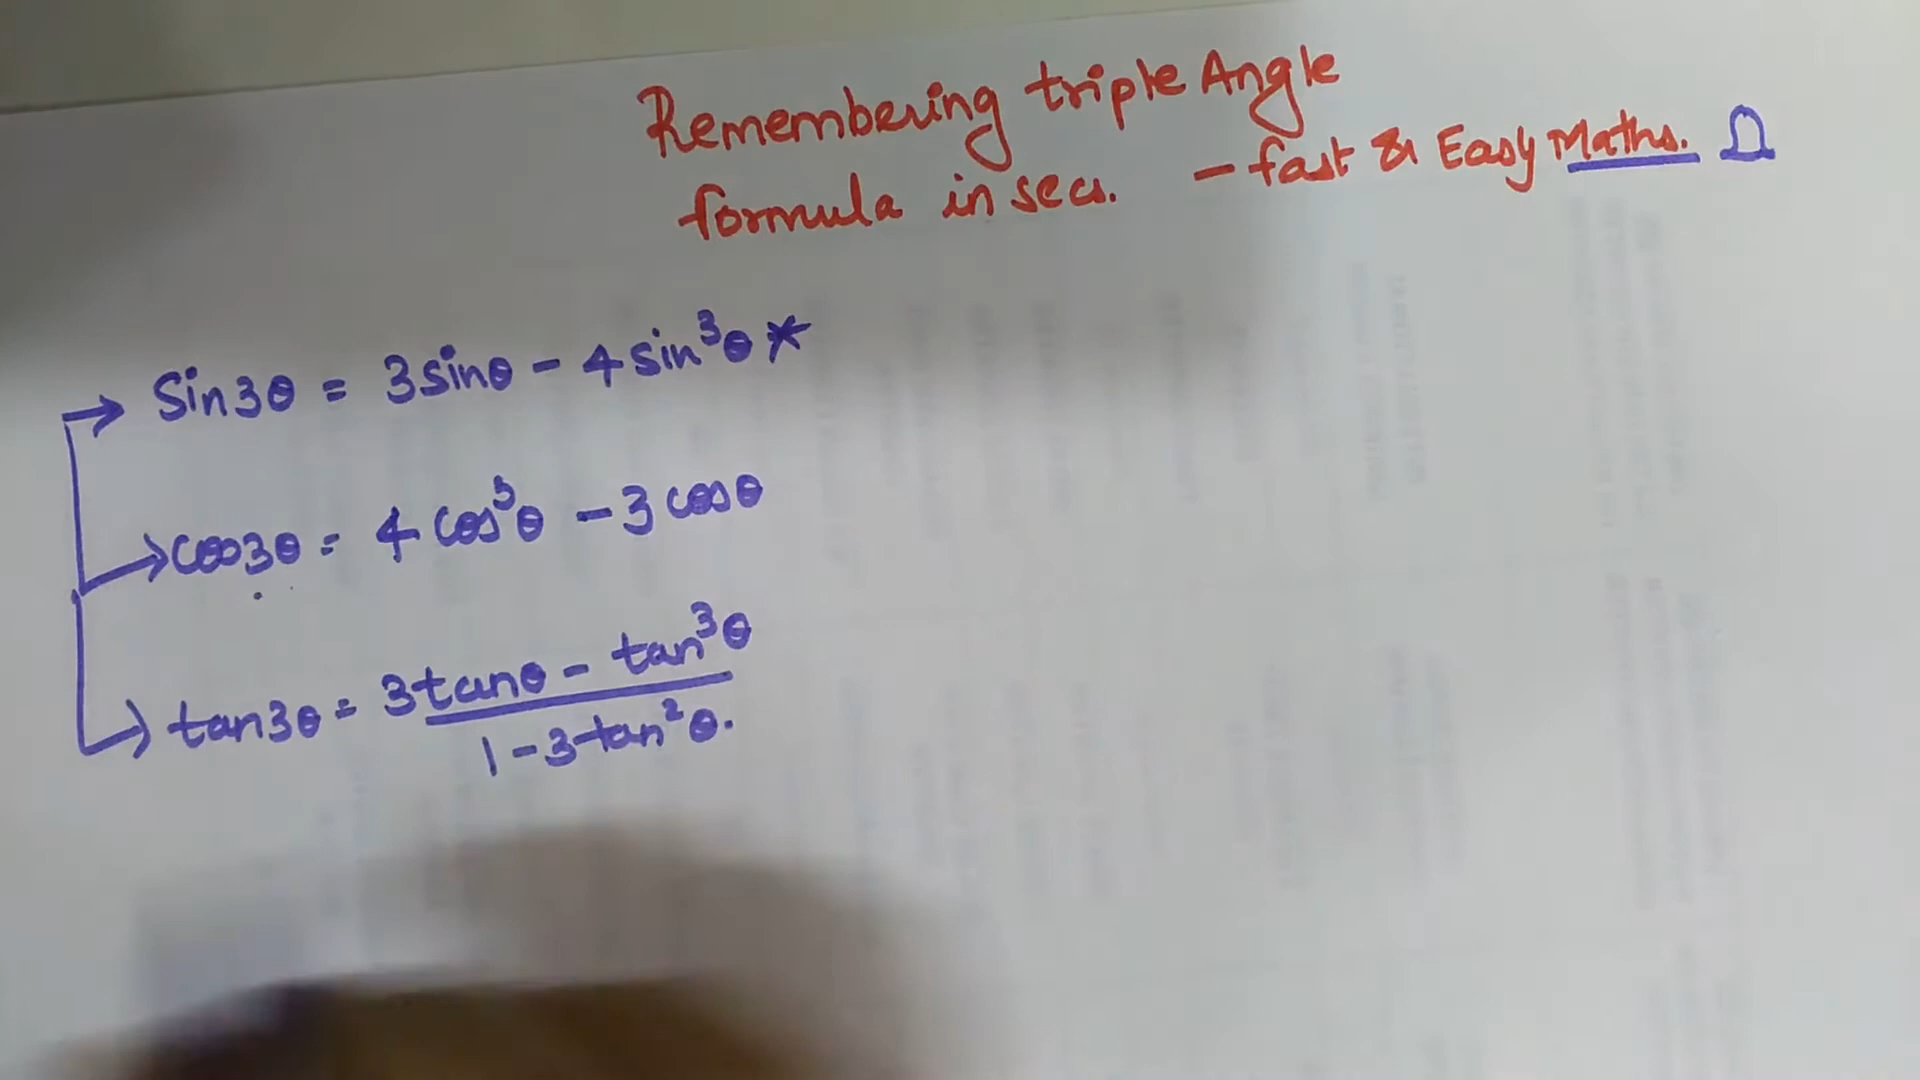 Remembering triple Angle
formula in secs. - fast & Easy Maths.
→ Sin3θ = 3sinθ - 4sin³θ *
→ cos3θ = 4cos³θ - 3cosθ
→ tan3θ = 3tanθ - tan³θ
1-3tan²θ.